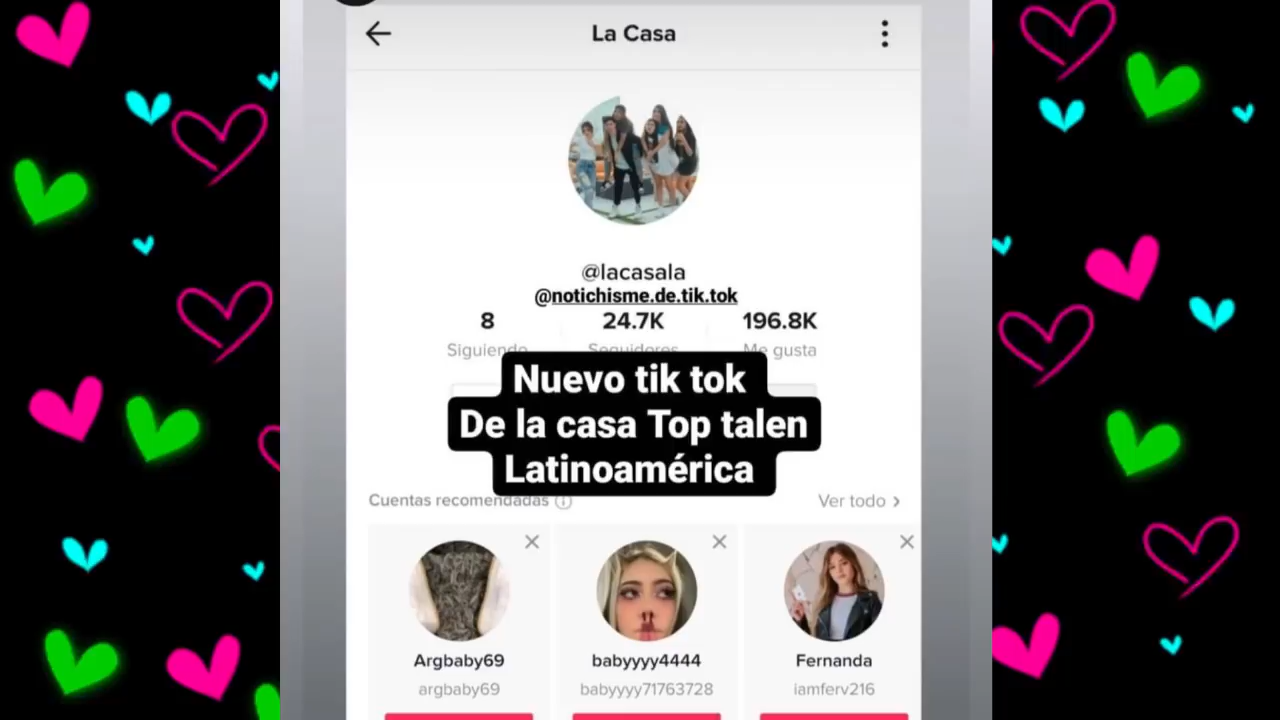 La Casa
@lacasala
@notichisme.de.tik.tok
8 24.7K 196.8K
Siguiendo Seguidores Me gusta
Nuevo tik tok
De la casa Top talen
Latinoamérica
Cuentas recomendadas Ver todo
Argbaby69 babyyyy4444 Fernanda
argbaby69 babyyyy71763728 iamferv216